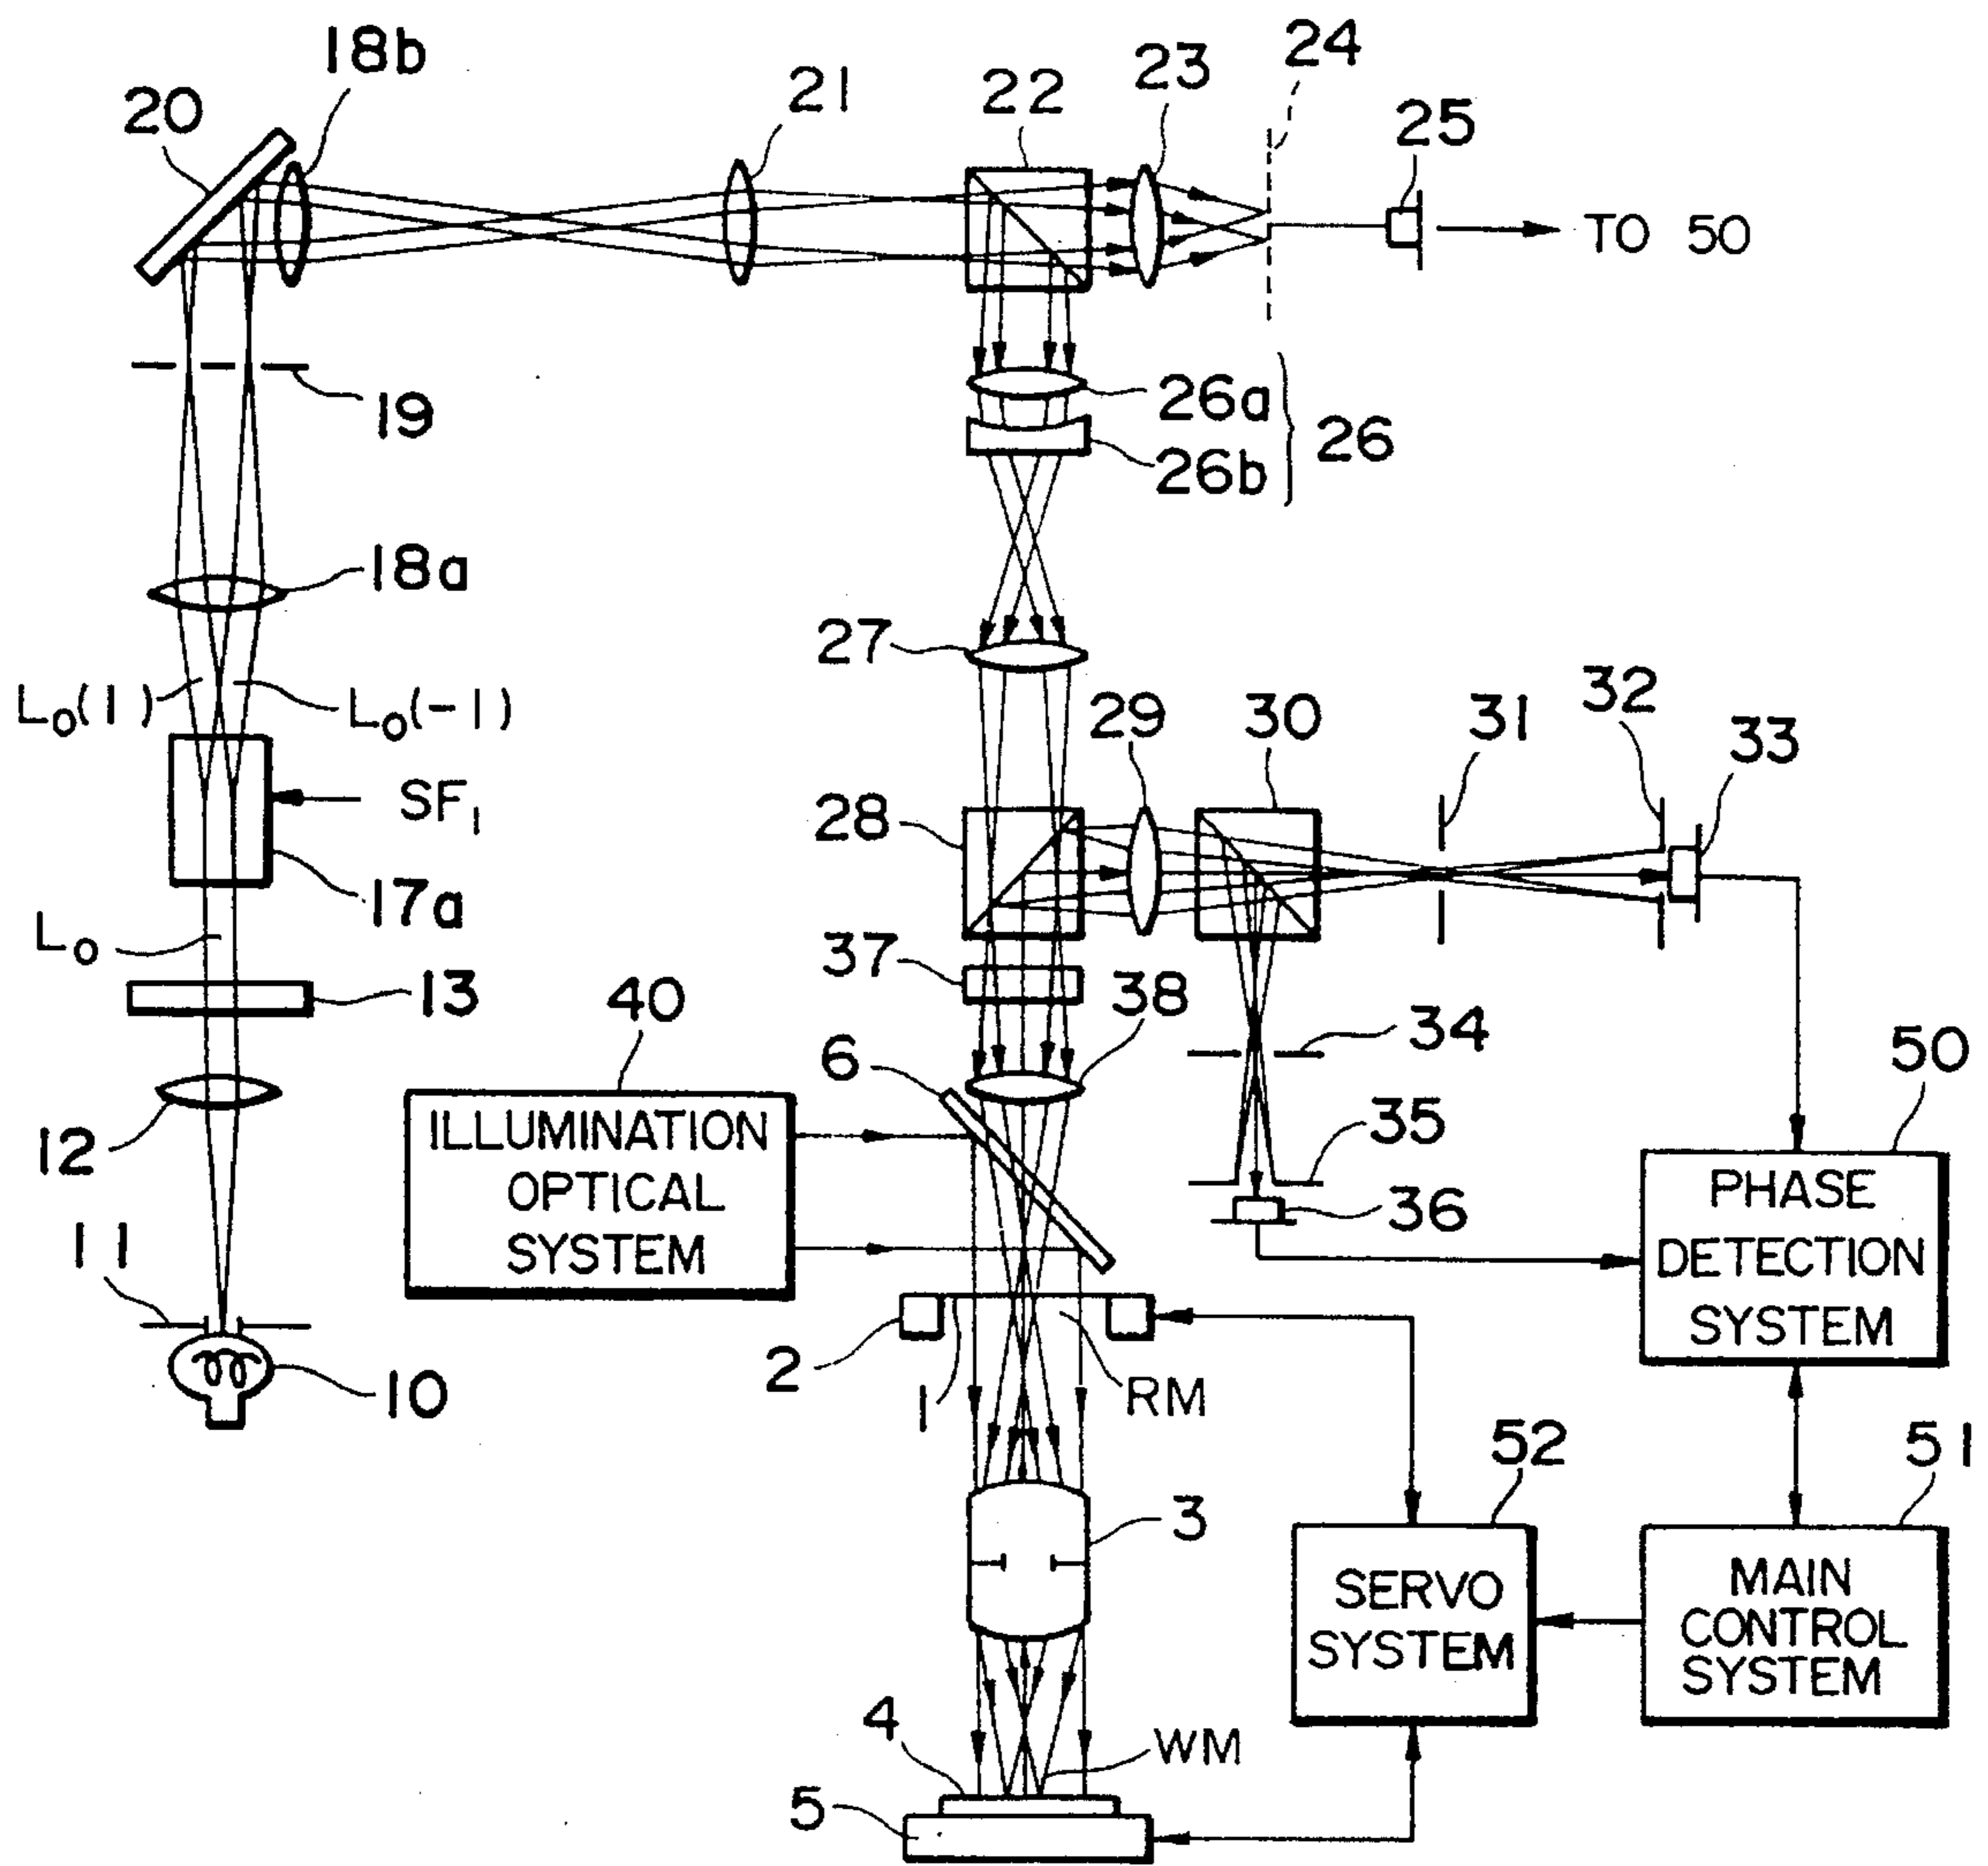 18b
20
21
22
23
24
25
TO 50
19
26a
26b
26
18a
27
L₀(1)
L₀(-1)
29
30
31
32
33
28
SF₁
17a
L₀
37
38
13
40
6
34
50
12
ILLUMINATION
OPTICAL
SYSTEM
35
36
PHASE
DETECTION
SYSTEM
11
10
2
1
RM
52
51
3
SERVO
SYSTEM
MAIN
CONTROL
SYSTEM
4
WM
5